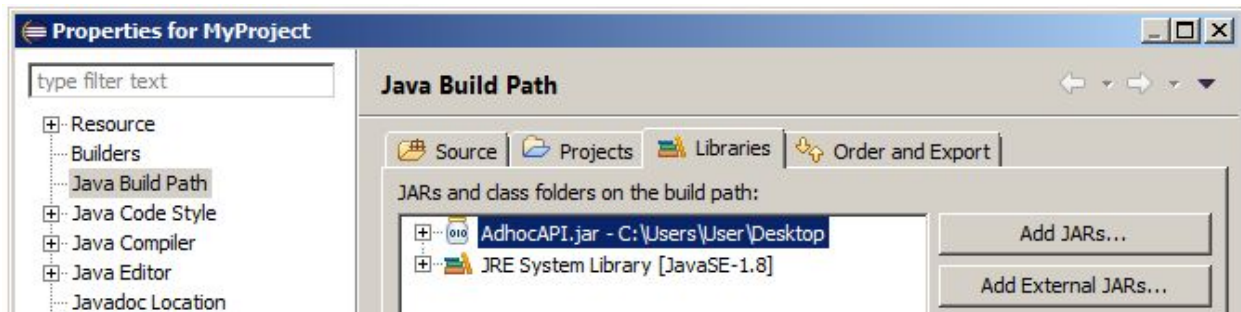 Properties for MyProject
type filter text
Java Build Path
Resource
Builders
Java Build Path
Java Code Style
Java Compiler
Java Editor
Javadoc Location
Source Projects Libraries Order and Export
JARs and class folders on the build path:
AdhocAPI.jar - C:\Users\User\Desktop
JRE System Library [JavaSE-1.8]
Add JARs...
Add External JARs...